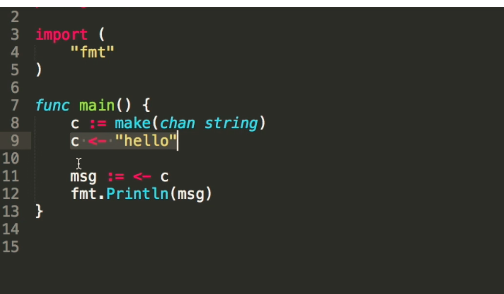 2
3 import (
4 "fmt"
5 )
6
7 func main() {
8 c := make(chan string)
9 c <- "hello"
10
11 msg := <- c
12 fmt.Println(msg)
13 }
14
15